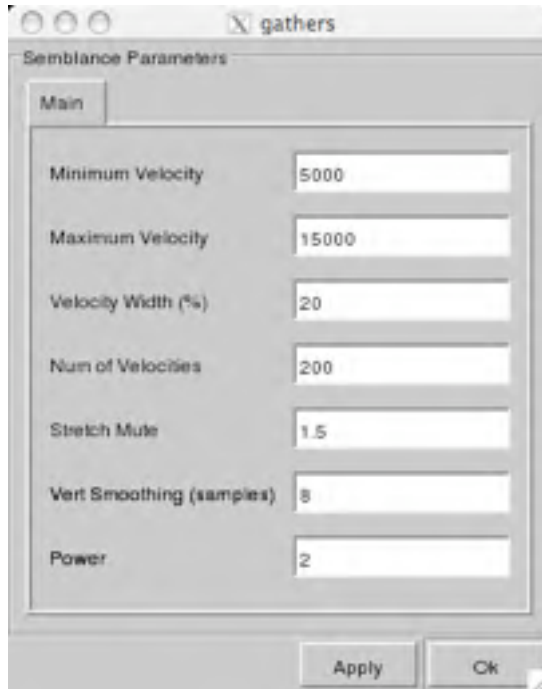 gathers
Semblance Parameters
Main
Minimum Velocity 5000
Maximum Velocity 15000
Velocity Width (%) 20
Num of Velocities 200
Stretch Mute 1.5
Vert Smoothing (samples) 8
Power 2
Apply Ok